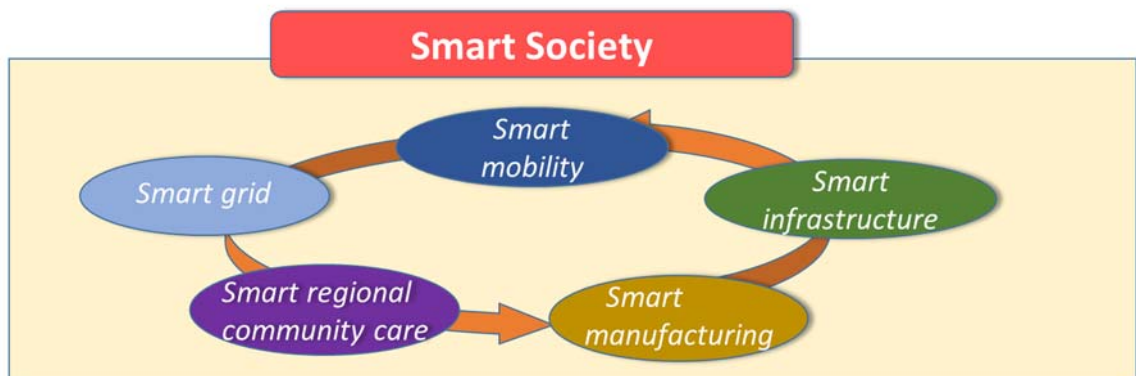 Smart Society
Smart
mobility
Smart grid
Smart
infrastructure
Smart regional
community care
Smart
manufacturing